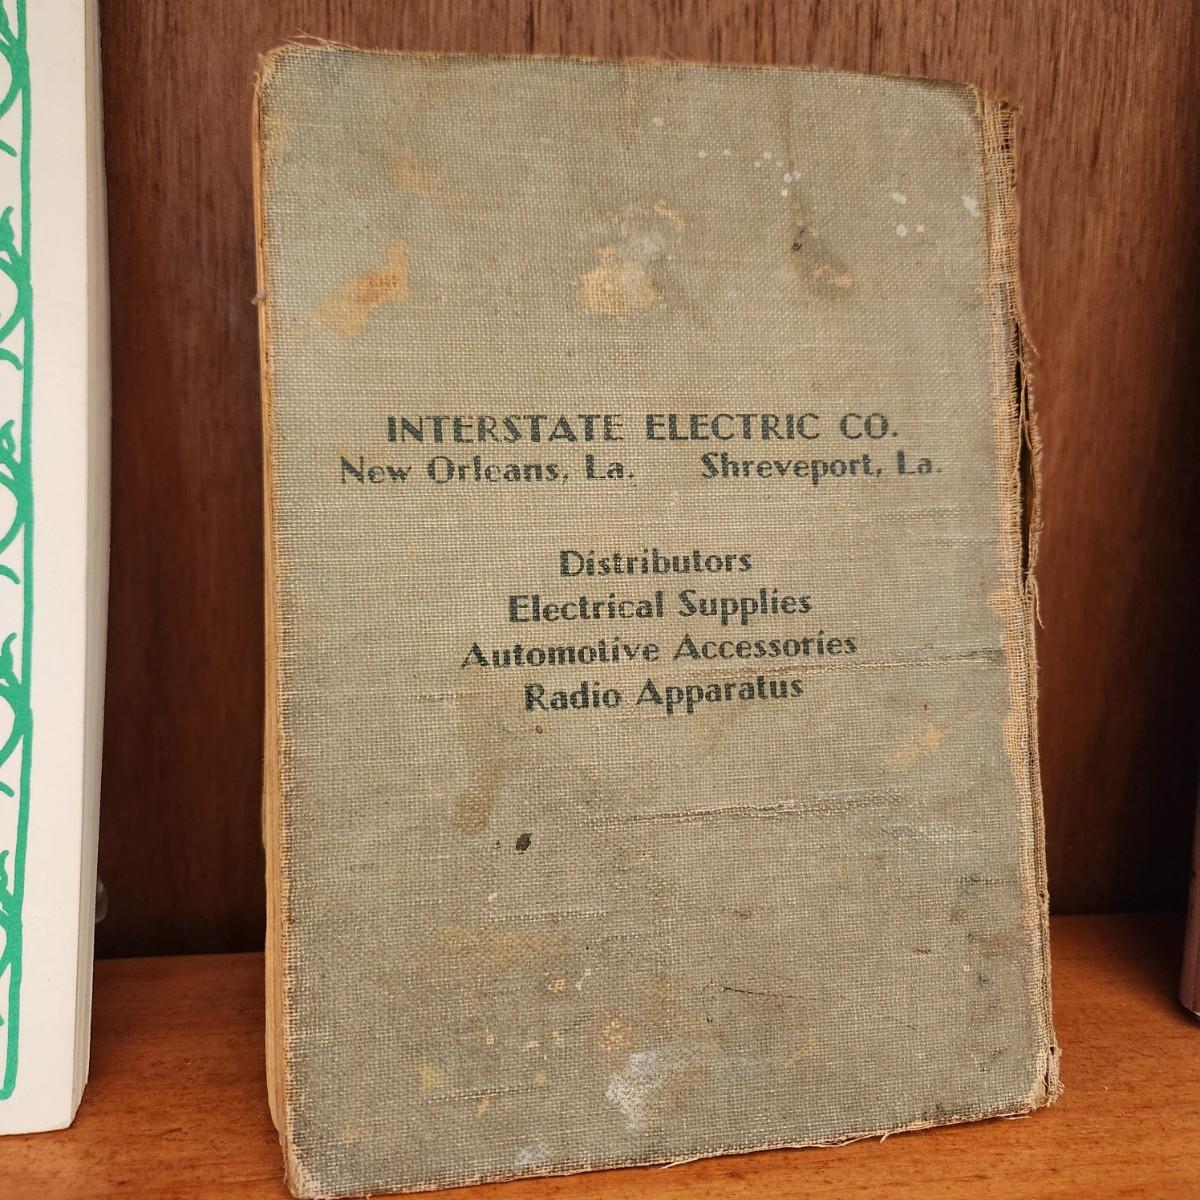 INTERSTATE ELECTRIC CO.
New Orleans, La. Shreveport, La.
Distributors
Electrical Supplies
Automotive Accessories
Radio Apparatus